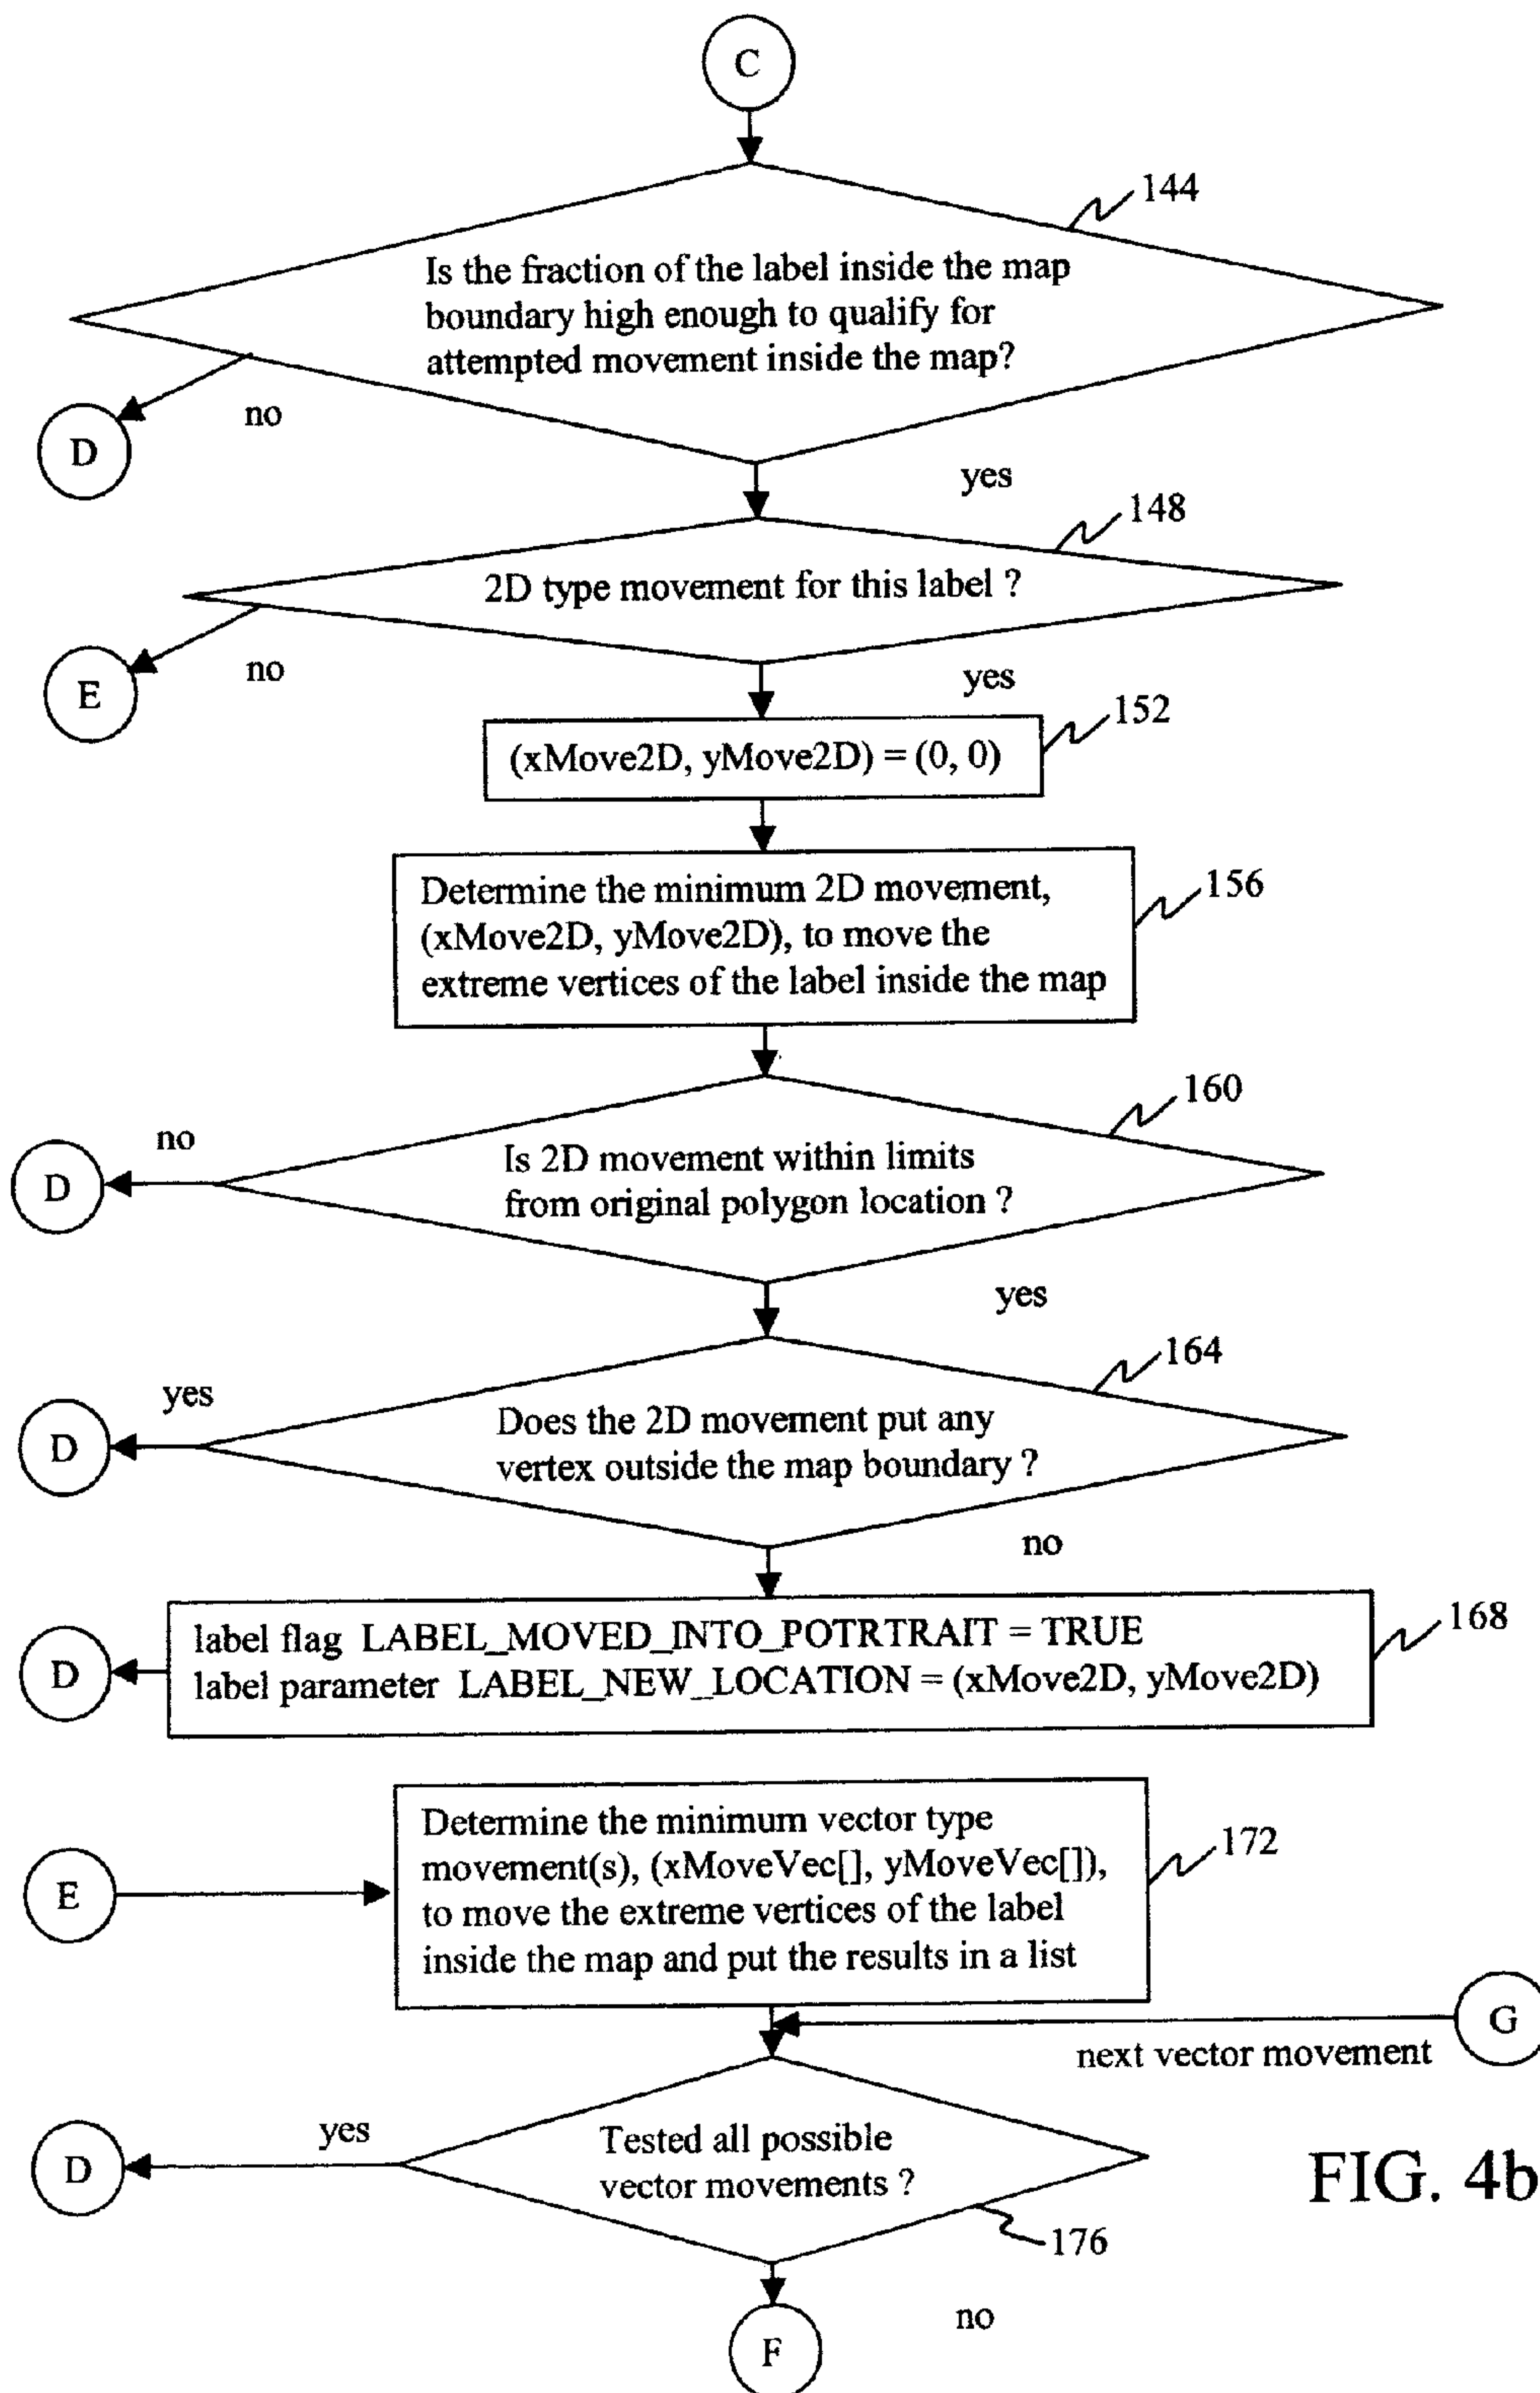 C
144
Is the fraction of the label inside the map
boundary high enough to qualify for
attempted movement inside the map?
no
D
yes
148
2D type movement for this label ?
no
E
yes
152
(xMove2D, yMove2D) = (0, 0)
156
Determine the minimum 2D movement,
(xMove2D, yMove2D), to move the
extreme vertices of the label inside the map
160
no
D
Is 2D movement within limits
from original polygon location ?
yes
164
yes
D
Does the 2D movement put any
vertex outside the map boundary ?
no
168
label flag LABEL_MOVED_INTO_POTRTRAIT = TRUE
D
label parameter LABEL_NEW_LOCATION = (xMove2D, yMove2D)
Determine the minimum vector type
172
movement(s), (xMoveVec[], yMoveVec[]),
E
to move the extreme vertices of the label
inside the map and put the results in a list
G
next vector movement
yes
D
Tested all possible
vector movements ?
FIG. 4b
176
no
F